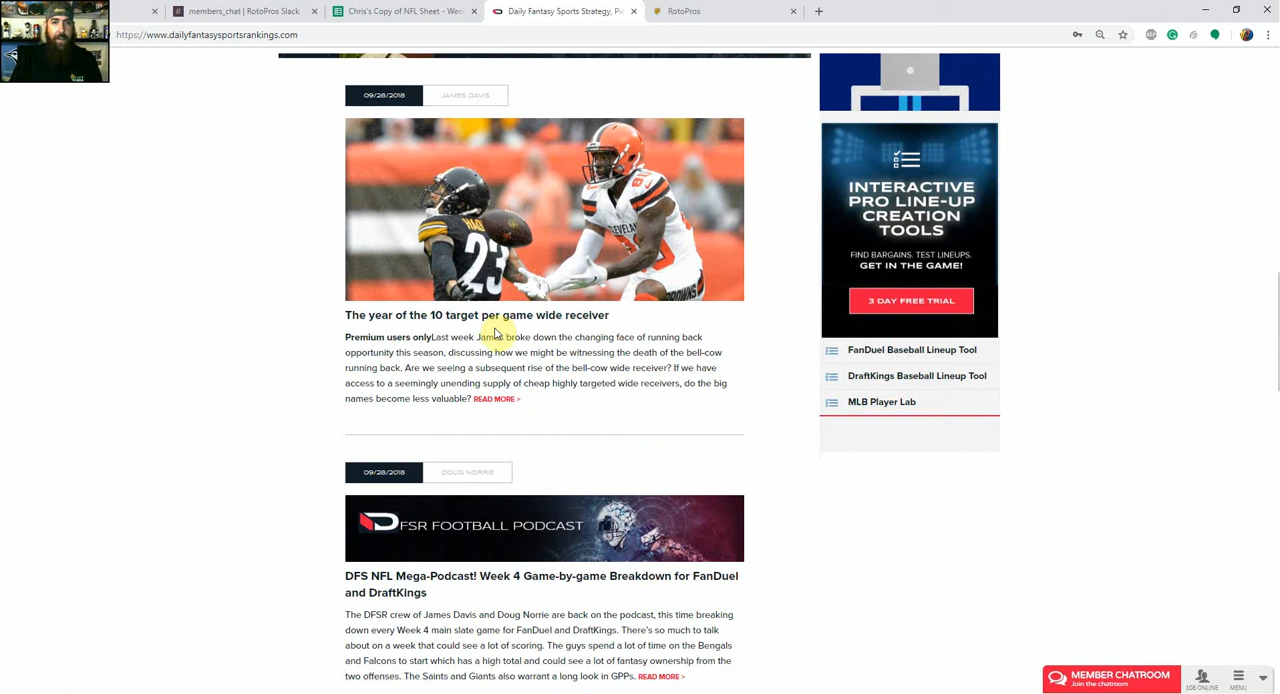 members_chat | RotoPros Slack
Chris's Copy of NFL Sheet - Wee
Daily Fantasy Sports Strategy, Pic
RotoPros
https://www.dailyfantasysportsrankings.com
09/28/2018
JAMES DAVIS
23
BROWNS
The year of the 10 target per game wide receiver
Premium users onlyLast week James broke down the changing face of running back
opportunity this season, discussing how we might be witnessing the death of the bell-cow
running back. Are we seeing a subsequent rise of the bell-cow wide receiver? If we have
access to a seemingly unending supply of cheap highly targeted wide receivers, do the big
names become less valuable? READ MORE >
09/28/2018
DOUG NORRIE
DFSR FOOTBALL PODCAST
DFS NFL Mega-Podcast! Week 4 Game-by-game Breakdown for FanDuel
and DraftKings
The DFSR crew of James Davis and Doug Norrie are back on the podcast, this time breaking
down every Week 4 main slate game for FanDuel and DraftKings. There's so much to talk
about on a week that could see a lot of scoring. The guys spend a lot of time on the Bengals
and Falcons to start which has a high total and could see a lot of fantasy ownership from the
two offenses. The Saints and Giants also warrant a long look in GPPs. READ MORE >
INTERACTIVE
PRO LINE-UP
CREATION
TOOLS
FIND BARGAINS. TEST LINEUPS.
GET IN THE GAME!
3 DAY FREE TRIAL
FanDuel Baseball Lineup Tool
DraftKings Baseball Lineup Tool
MLB Player Lab
MEMBER CHATROOM
Join the chatroom
108 ONLINE
MENU